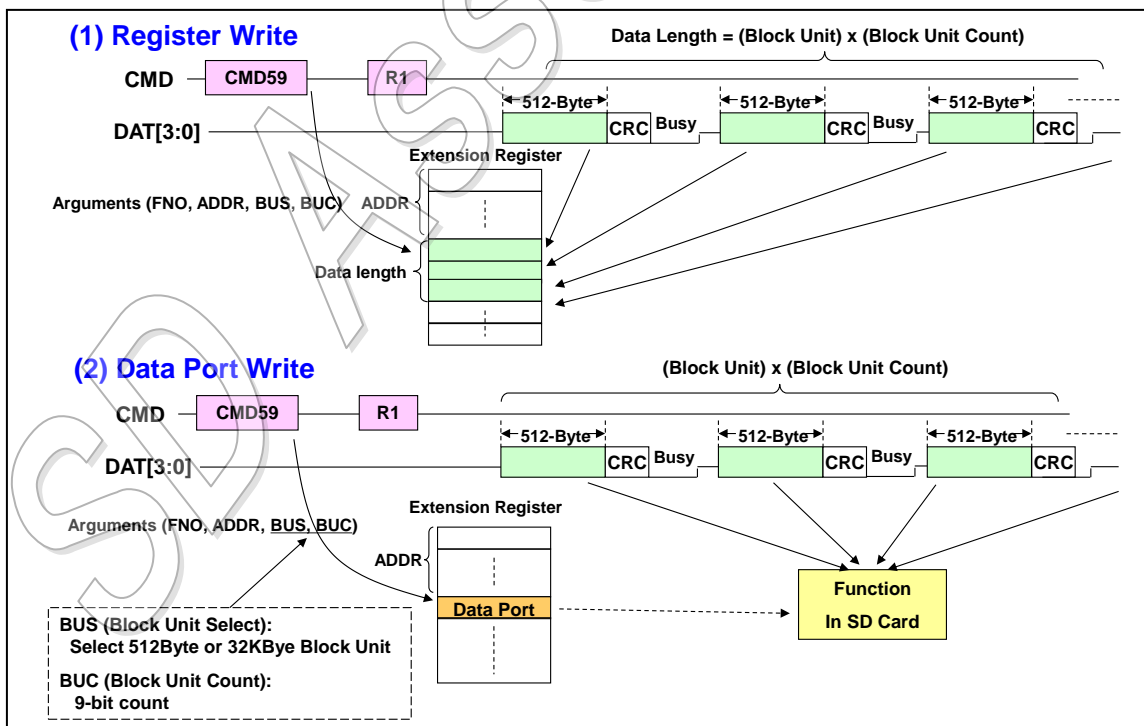 (1) Register Write
Data Length = (Block Unit) x (Block Unit Count)
CMD CMD59 R1
512-Byte 512-Byte 512-Byte
DAT[3:0] CRC Busy CRC Busy CRC
Extension Register
Arguments (FNO, ADDR, BUS, BUC) ADDR
Data length
(2) Data Port Write
(Block Unit) x (Block Unit Count)
CMD CMD59 R1
512-Byte 512-Byte 512-Byte
DAT[3:0] CRC Busy CRC Busy CRC
Extension Register
Arguments (FNO, ADDR, BUS, BUC)
ADDR
Data Port
Function
In SD Card
BUS (Block Unit Select):
Select 512Byte or 32KBye Block Unit
BUC (Block Unit Count):
9-bit count
SD Ass